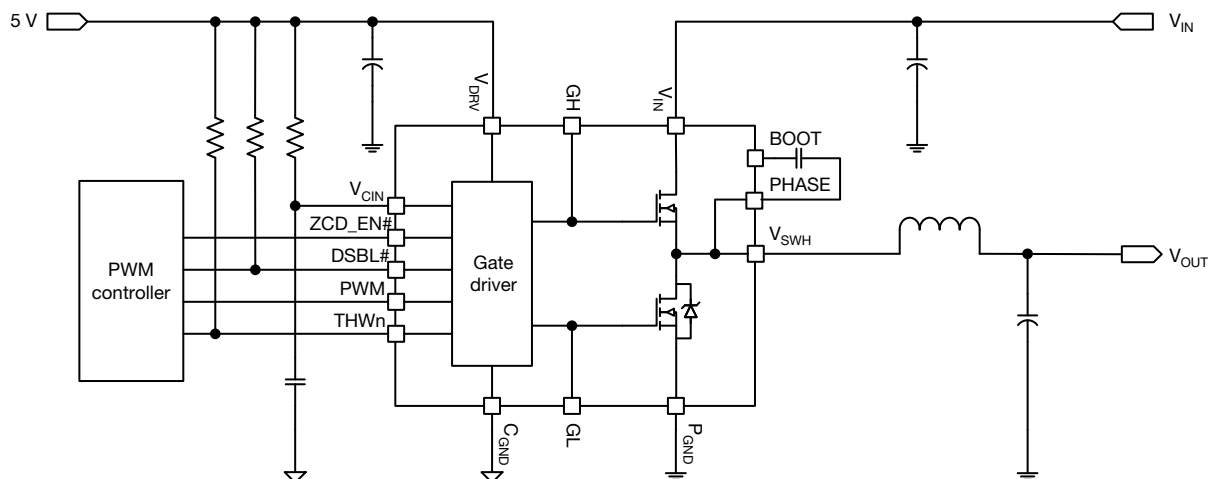 5 V
V_IN
V_DRV
GH
V_IN
BOOT
PHASE
V_CIN
ZCD_EN#
DSBL#
PWM
THWn
PWM
controller
Gate
driver
V_SWH
V_OUT
C_GND
GL
P_GND